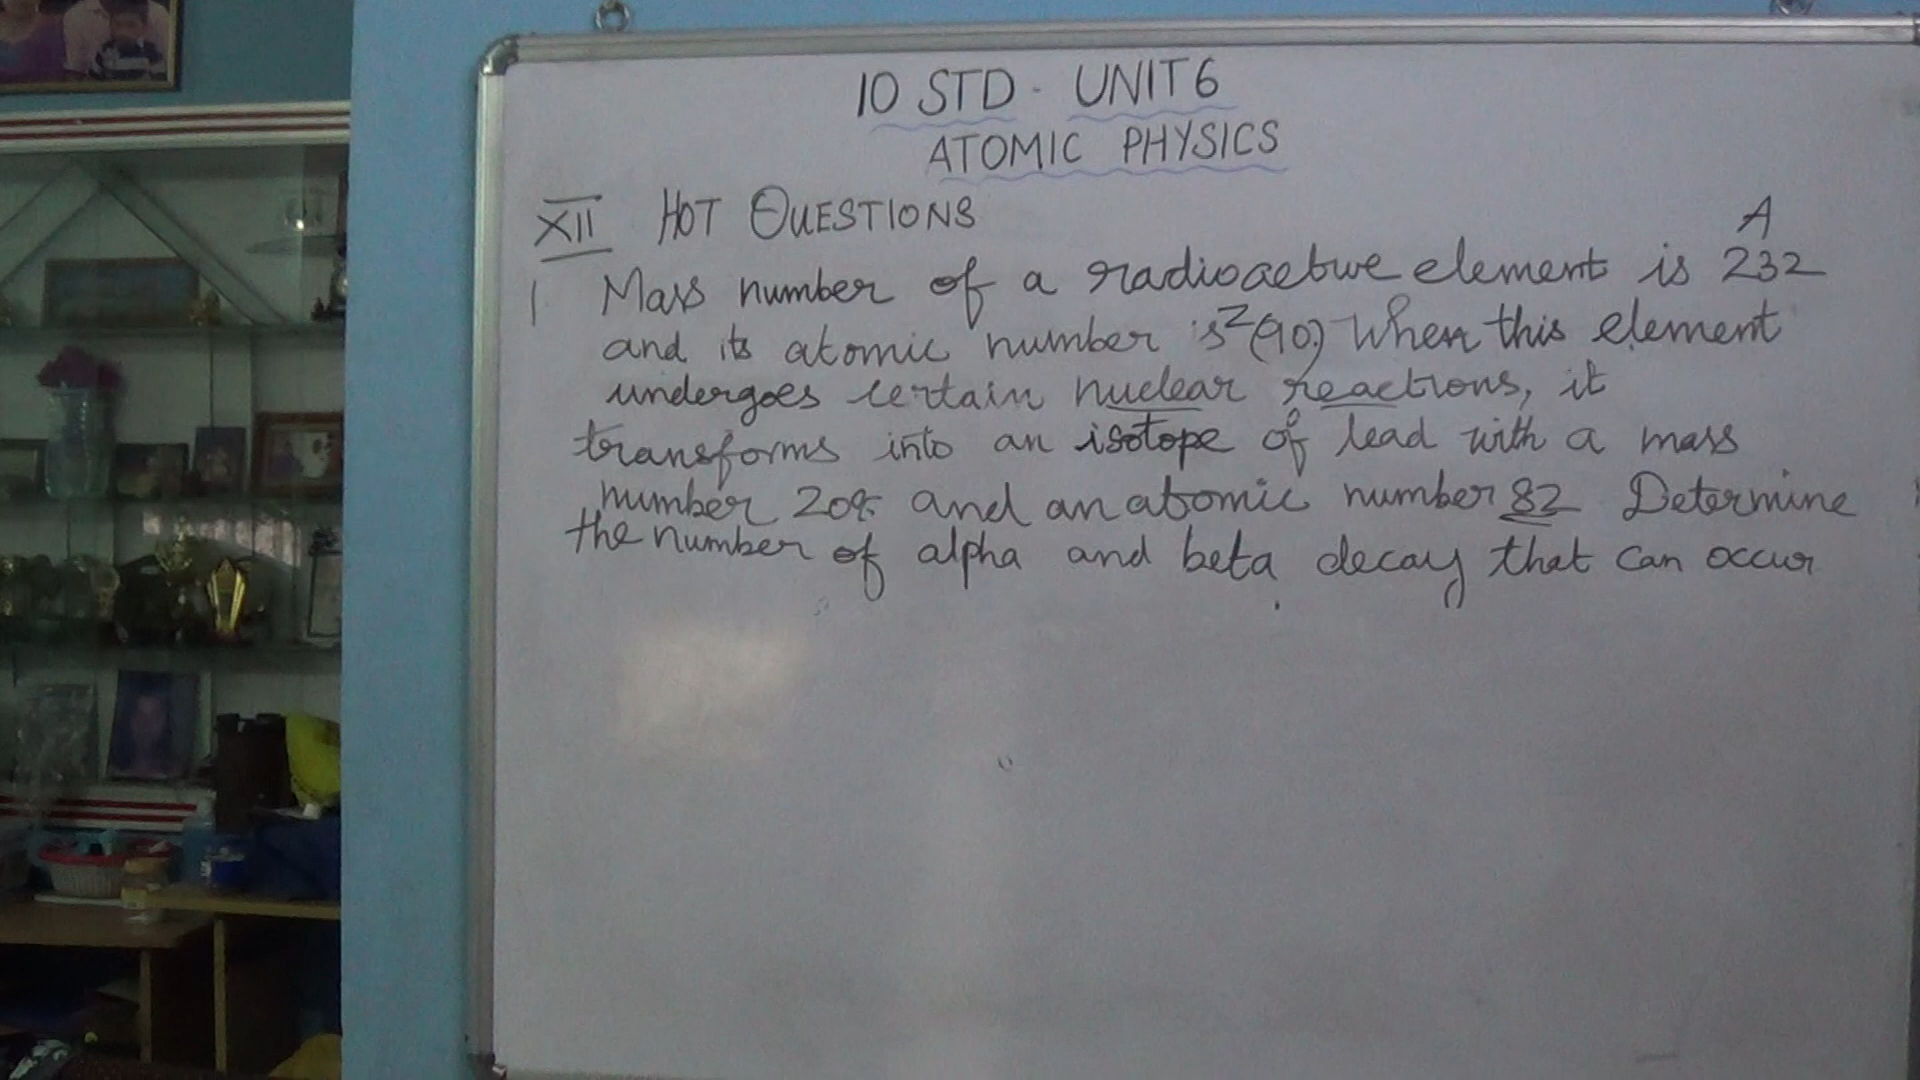 10 STD. UNIT 6
ATOMIC PHYSICS
XII HOT QUESTIONS
A
1 Mass number of a radioactive element is 232
and its atomic number is Z(90). When this element
undergoes certain nuclear reactions, it
transforms into an isotope of lead with a mass
number 208 and an atomic number 82 Determine
the number of alpha and beta decay that can occur